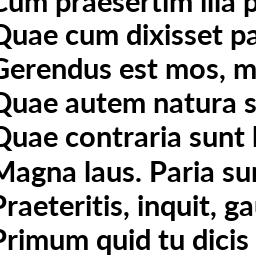 Cum praesertim illa p
Quae cum dixisset pa
Gerendus est mos, m
Quae autem natura s
Quae contraria sunt
Magna laus. Paria su
Praeteritis, inquit, ga
Primum quid tu dicis